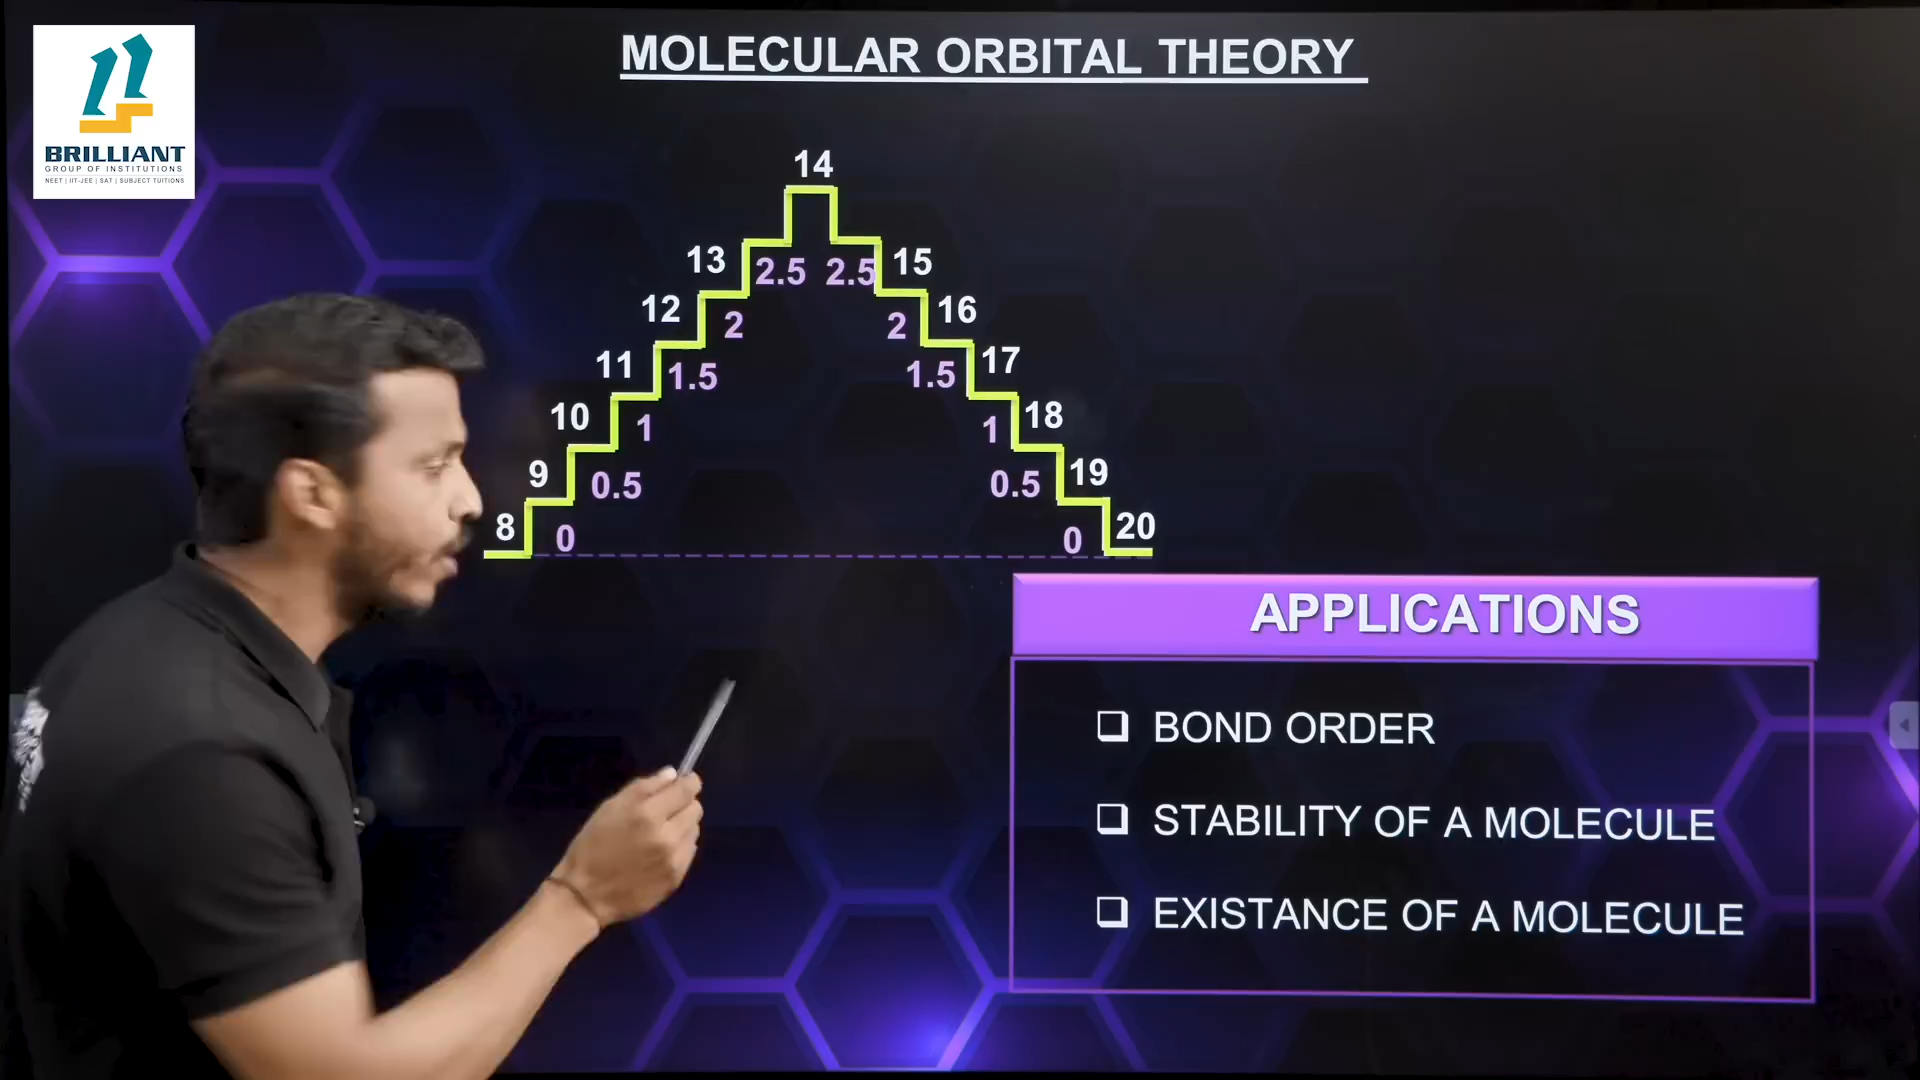 BRILLIANT
GROUP OF INSTITUTIONS
NEET | IIT-JEE | SAT | SUBJECT TUITIONS
MOLECULAR ORBITAL THEORY
14
13 2.5 2.5 15
12 2 2 16
11 1.5 1.5 17
10 1 1 18
9 0.5 0.5 19
8 0 0 20
APPLICATIONS
❑ BOND ORDER
❑ STABILITY OF A MOLECULE
❑ EXISTANCE OF A MOLECULE